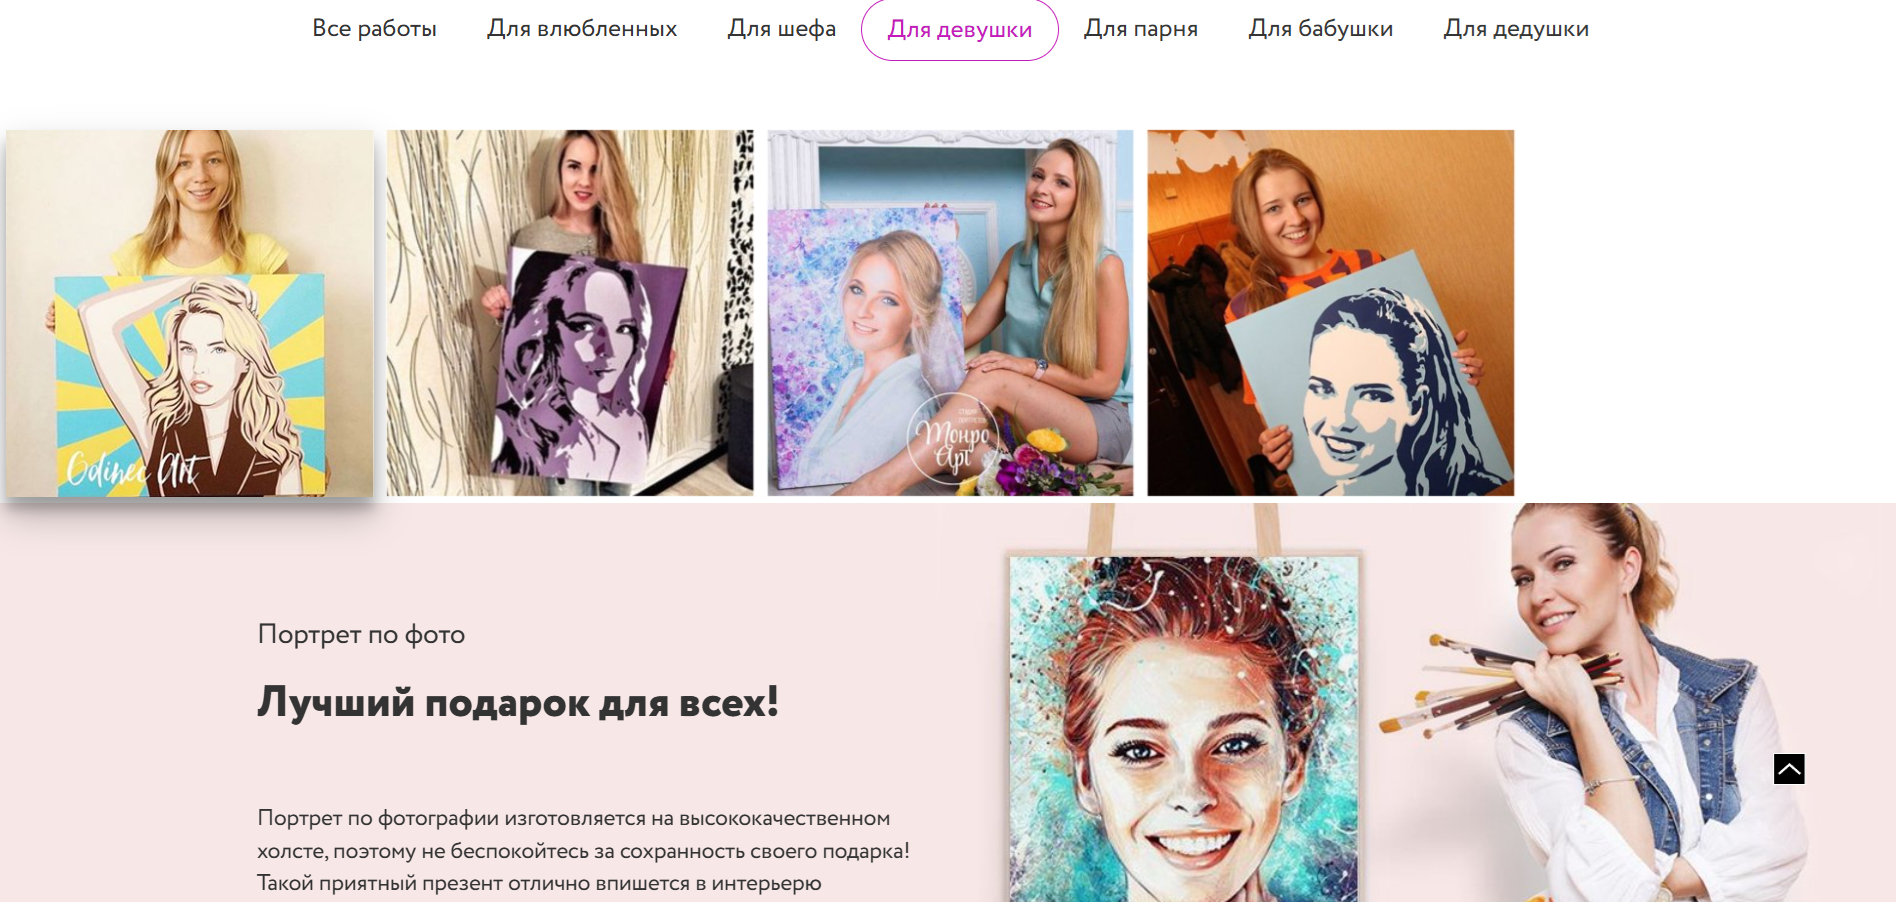 Все работы
Для влюбленных
Для шефа
Для девушки
Для парня
Для бабушки
Для дедушки
Odinec Art
Монро
Арт
Портрет по фото
Лучший подарок для всех!
Портрет по фотографии изготовляется на высококачественном
холсте, поэтому не беспокойтесь за сохранность своего подарка!
Такой приятный презент отлично впишется в интерьерю